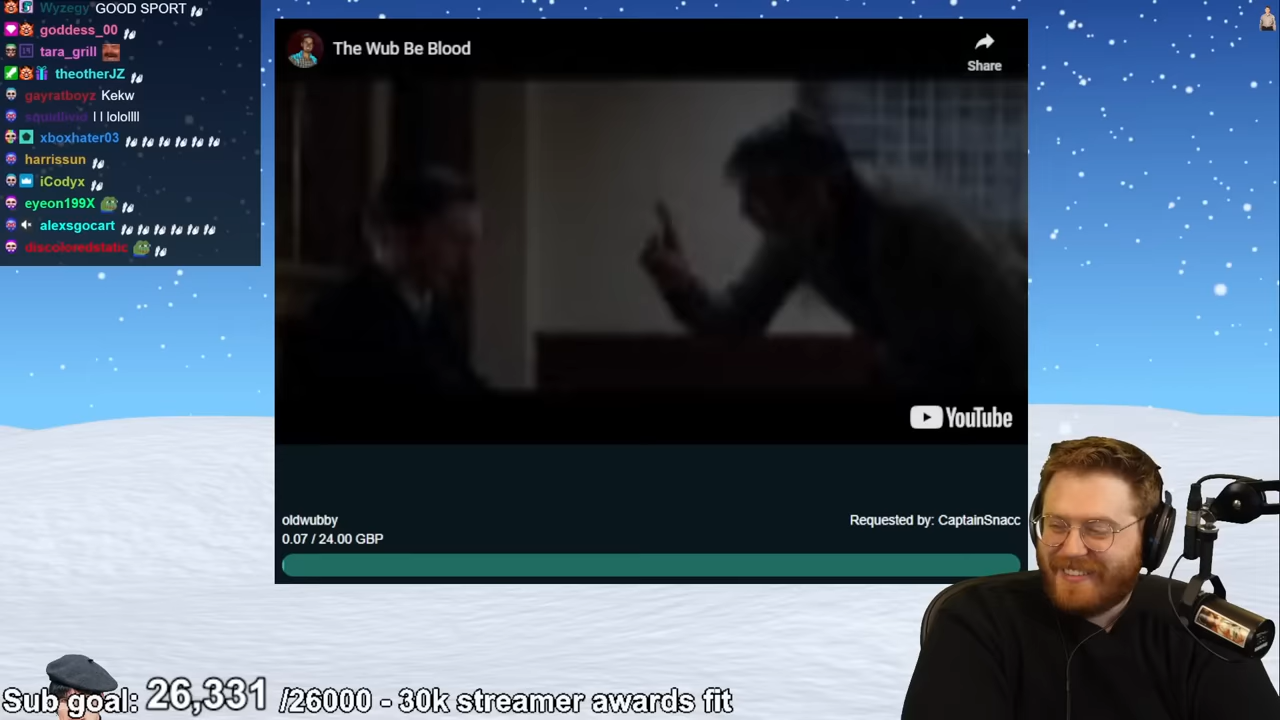 Wyzegy GOOD SPORT
goddess_00
tara_grill
theotherJZ
gayratboyz Kekw
squidlivio I I lolollll
xboxhater03
harrissun
iCodyx
eyeon199X
alexsgocart
discoloredstatic
The Wub Be Blood
Share
YouTube
oldwubby
Requested by: CaptainSnacc
0.07 / 24.00 GBP
Sub goal: 26,331 /26000 - 30k streamer awards fit